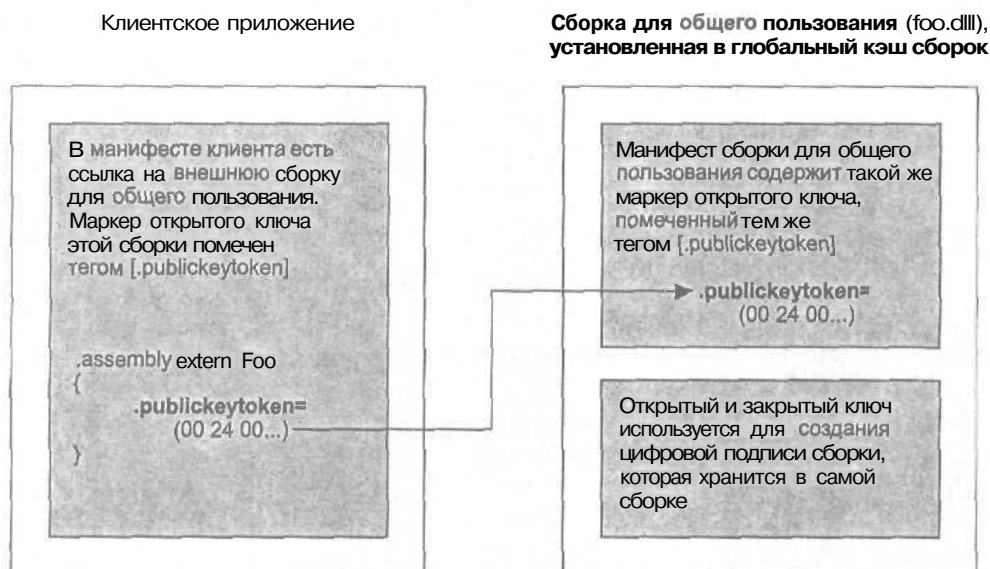 Клиентское приложение
Сборка для общего пользования (foo.dlll),
установленная в глобальный кэш сборок
В манифесте клиента есть
ссылка на внешнюю сборку
для общего пользования.
Маркер открытого ключа
этой сборки помечен
тегом [.publickeytoken]
.assembly extern Foo
{
.publickeytoken=
(00 24 00...)
}
Манифест сборки для общего
пользования содержит такой же
маркер открытого ключа,
помеченный тем же
тегом [.publickeytoken]
.publickeytoken=
(00 24 00...)
Открытый и закрытый ключ
используется для создания
цифровой подписи сборки,
которая хранится в самой
сборке